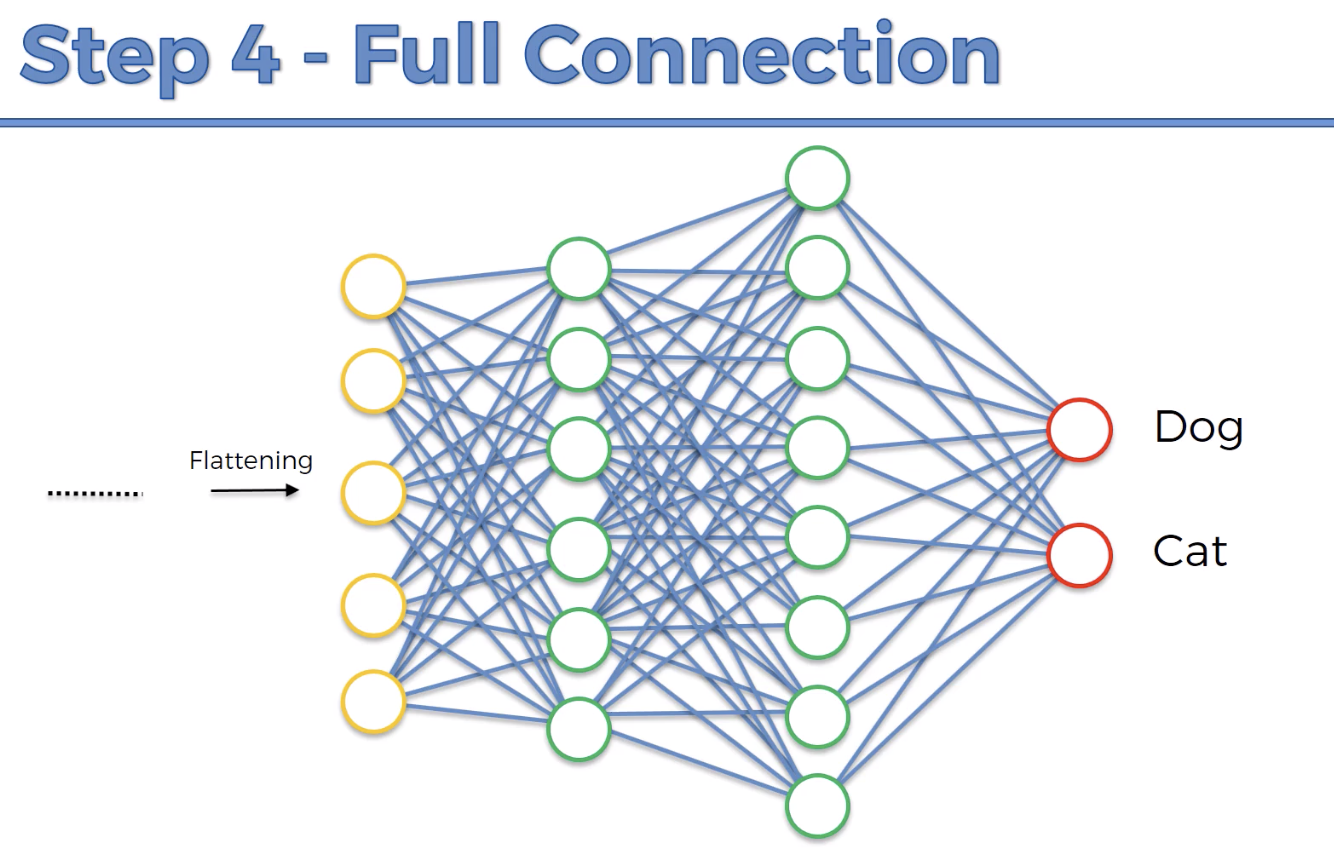 Step 4 - Full Connection
Flattening
Dog
Cat